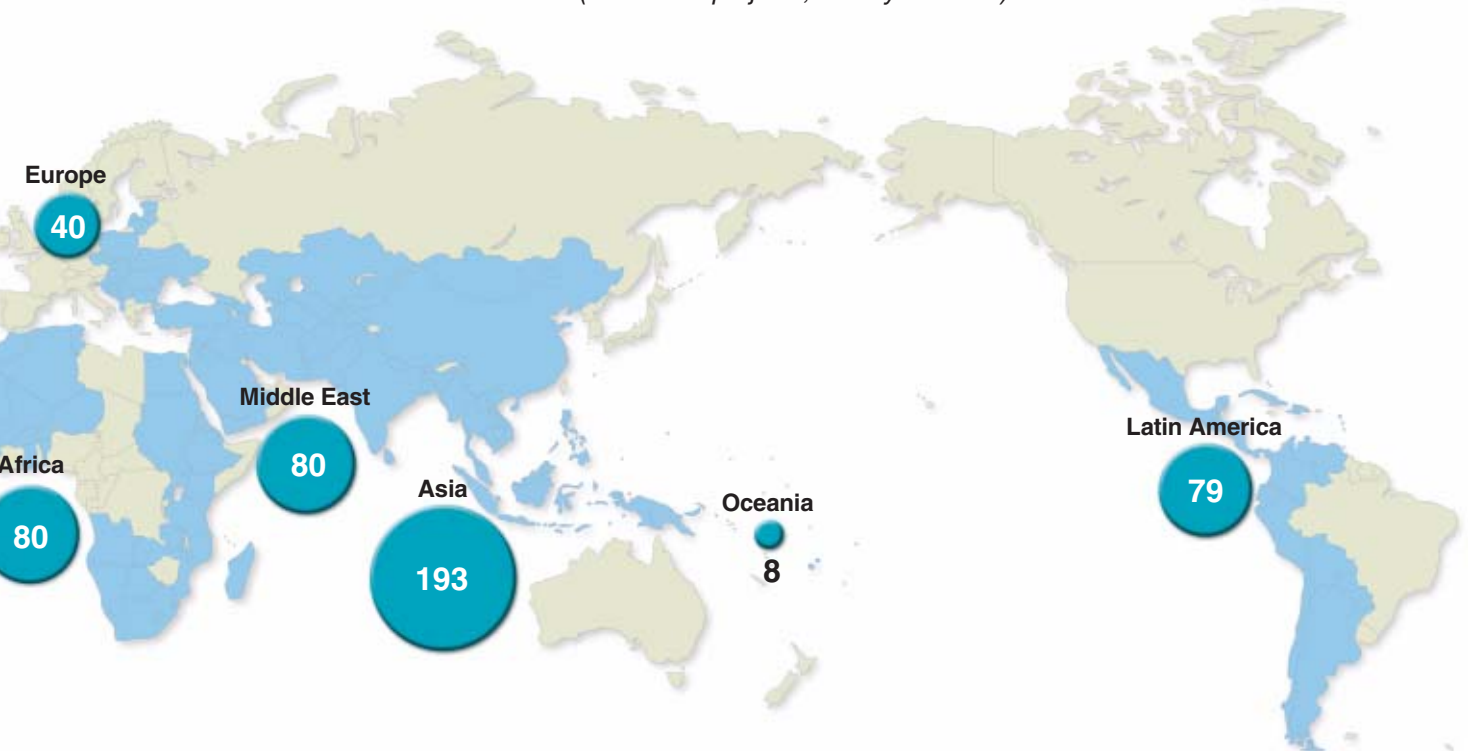 Europe
40
Middle East
80
Africa
80
Asia
193
Oceania
8
Latin America
79